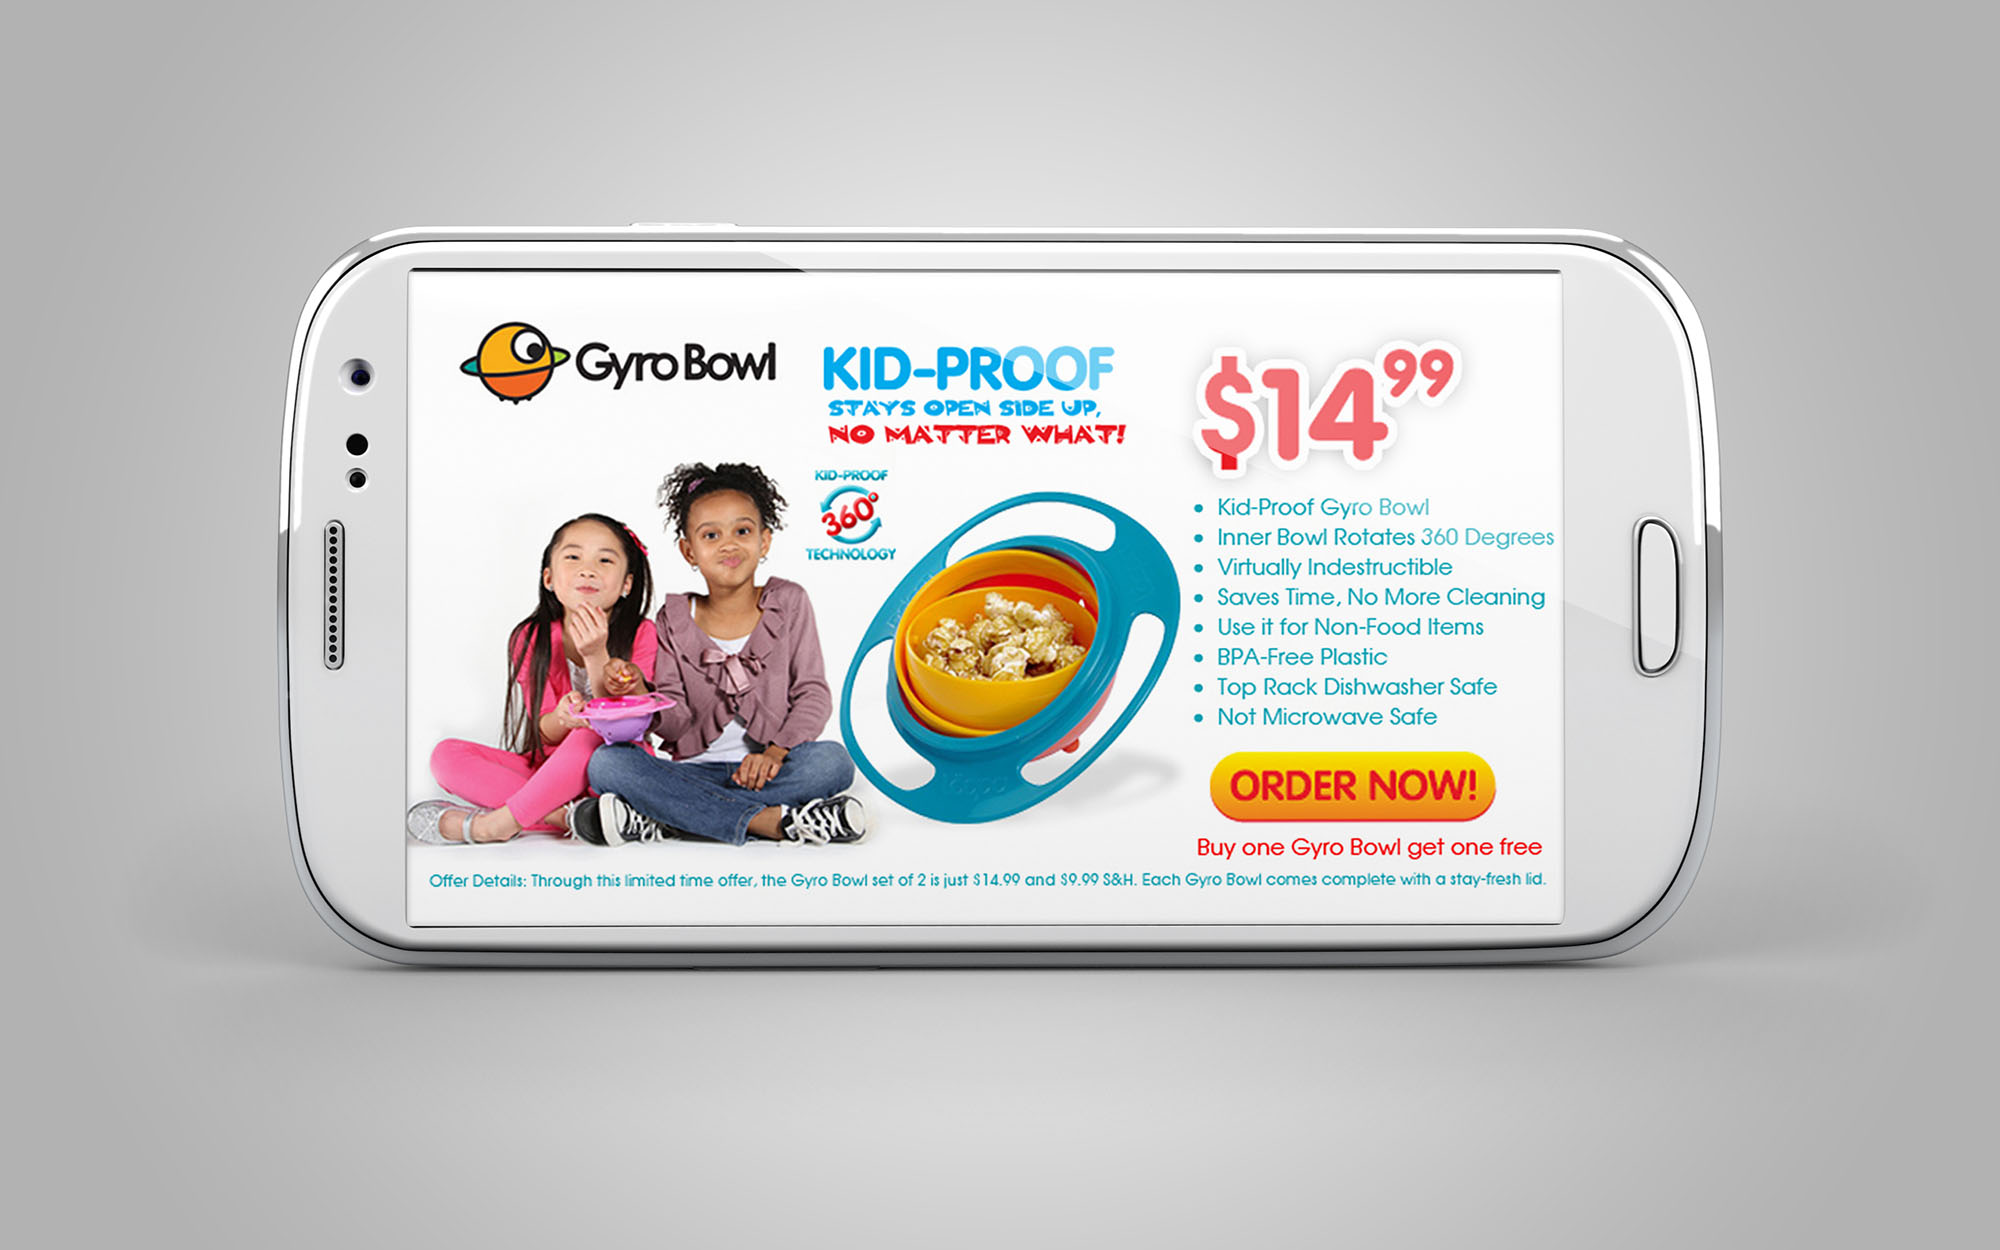 Gyro Bowl
KID-PROOF
STAYS OPEN SIDE UP,
NO MATTER WHAT!
$14.99
KID-PROOF
360°
TECHNOLOGY
• Kid-Proof Gyro Bowl
• Inner Bowl Rotates 360 Degrees
• Virtually Indestructible
• Saves Time, No More Cleaning
• Use it for Non-Food Items
• BPA-Free Plastic
• Top Rack Dishwasher Safe
• Not Microwave Safe
ORDER NOW!
Buy one Gyro Bowl get one free
Offer Details: Through this limited time offer, the Gyro Bowl set of 2 is just $14.99 and $9.99 S&H. Each Gyro Bowl comes complete with a stay-fresh lid.